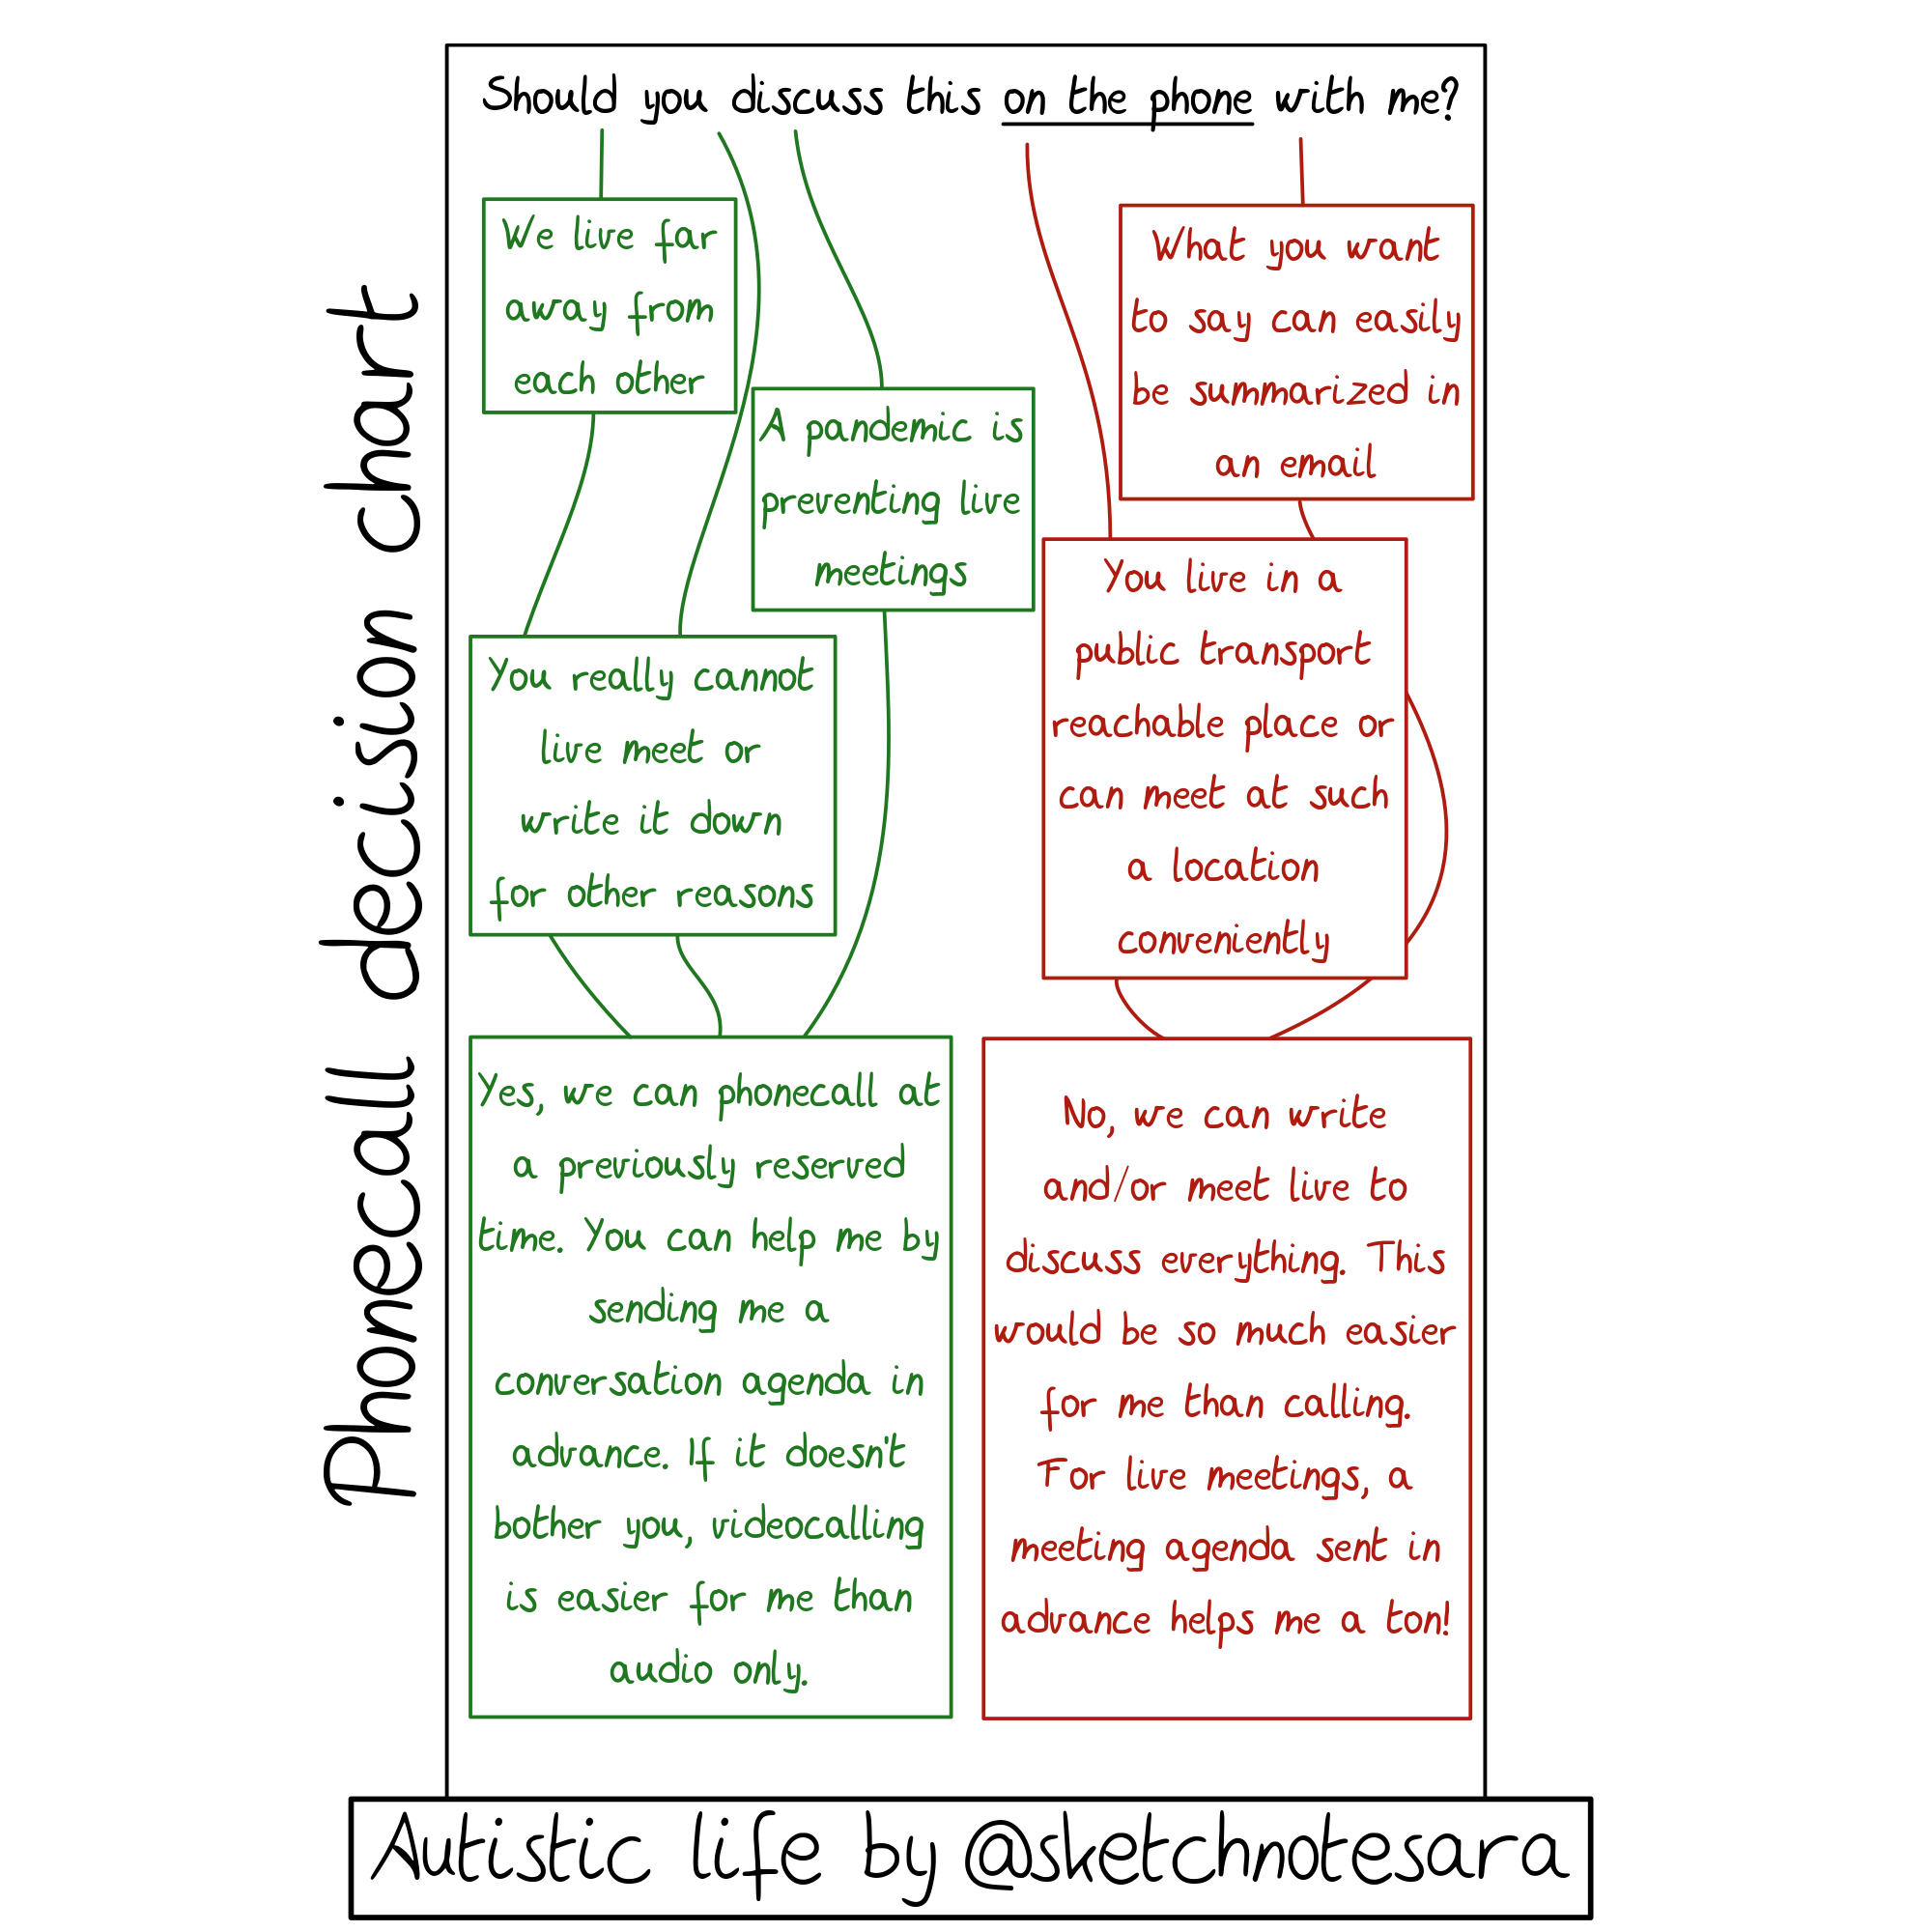 Phonecall decision chart
Should you discuss this on the phone with me?
We live far
away from
each other
What you want
to say can easily
be summarized in
an email
A pandemic is
preventing live
meetings
You live in a
public transport
reachable place or
can meet at such
a location
conveniently
You really cannot
live meet or
write it down
for other reasons
Yes, we can phonecall at
a previously reserved
time. You can help me by
sending me a
conversation agenda in
advance. If it doesn't
bother you, videocalling
is easier for me than
audio only.
No, we can write
and/or meet live to
discuss everything. This
would be so much easier
for me than calling.
For live meetings, a
meeting agenda sent in
advance helps me a ton!
Autistic life by @sketchnotesara